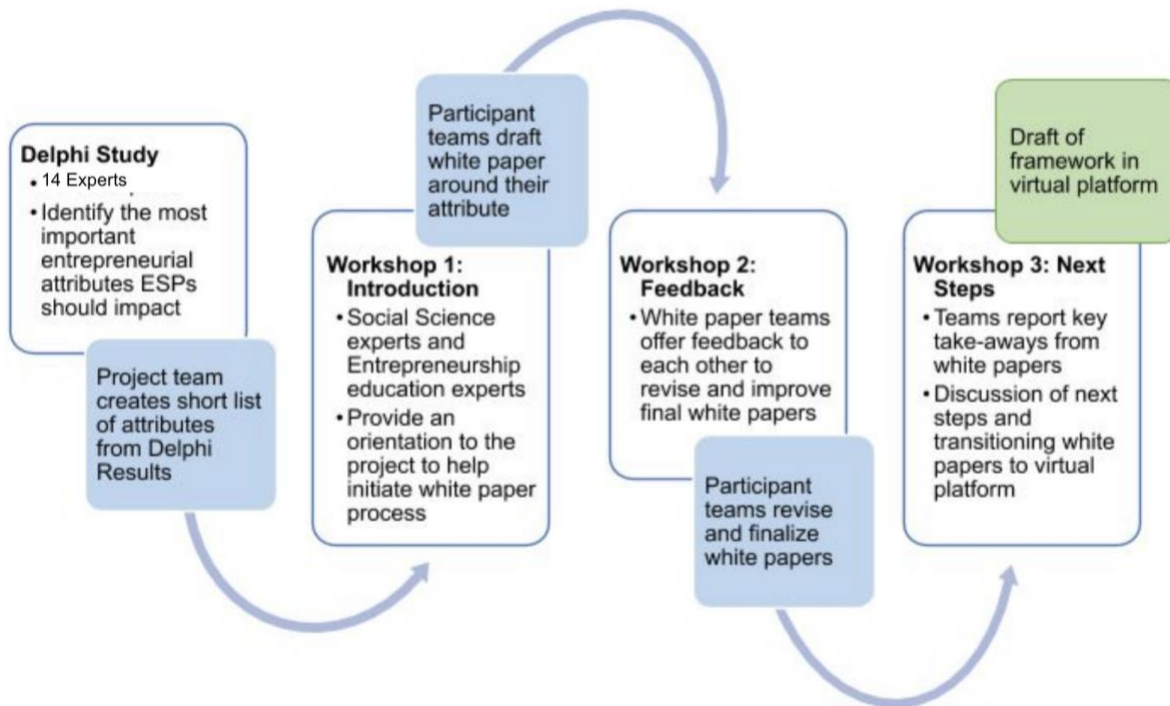 Delphi Study
• 14 Experts
• Identify the most
important
entrepreneurial
attributes ESPs
should impact
Project team
creates short list
of attributes
from Delphi
Results
Workshop 1:
Introduction
• Social Science
experts and
Entrepreneurship
education experts
• Provide an
orientation to the
project to help
initiate white paper
process
Participant
teams draft
white paper
around their
attribute
Workshop 2:
Feedback
• White paper teams
offer feedback to
each other to
revise and improve
final white papers
Participant
teams revise
and finalize
white papers
Workshop 3: Next
Steps
• Teams report key
take-aways from
white papers
• Discussion of next
steps and
transitioning white
papers to virtual
platform
Draft of
framework in
virtual platform